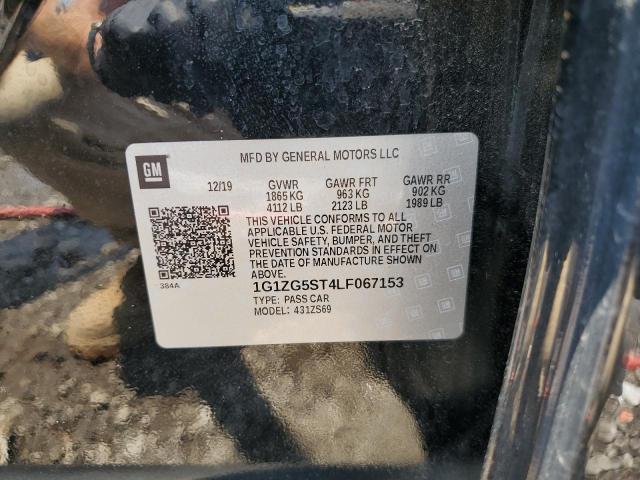 GM
MFD BY GENERAL MOTORS LLC
12/19 GVWR GAWR FRT GAWR RR
1865 KG 963 KG 902 KG
4112 LB 2123 LB 1989 LB
THIS VEHICLE CONFORMS TO ALL
APPLICABLE U.S. FEDERAL MOTOR
VEHICLE SAFETY, BUMPER, AND THEFT
PREVENTION STANDARDS IN EFFECT ON
THE DATE OF MANUFACTURE SHOWN
ABOVE.
384A
1G1ZG5ST4LF067153
TYPE: PASS CAR
MODEL: 431ZS69